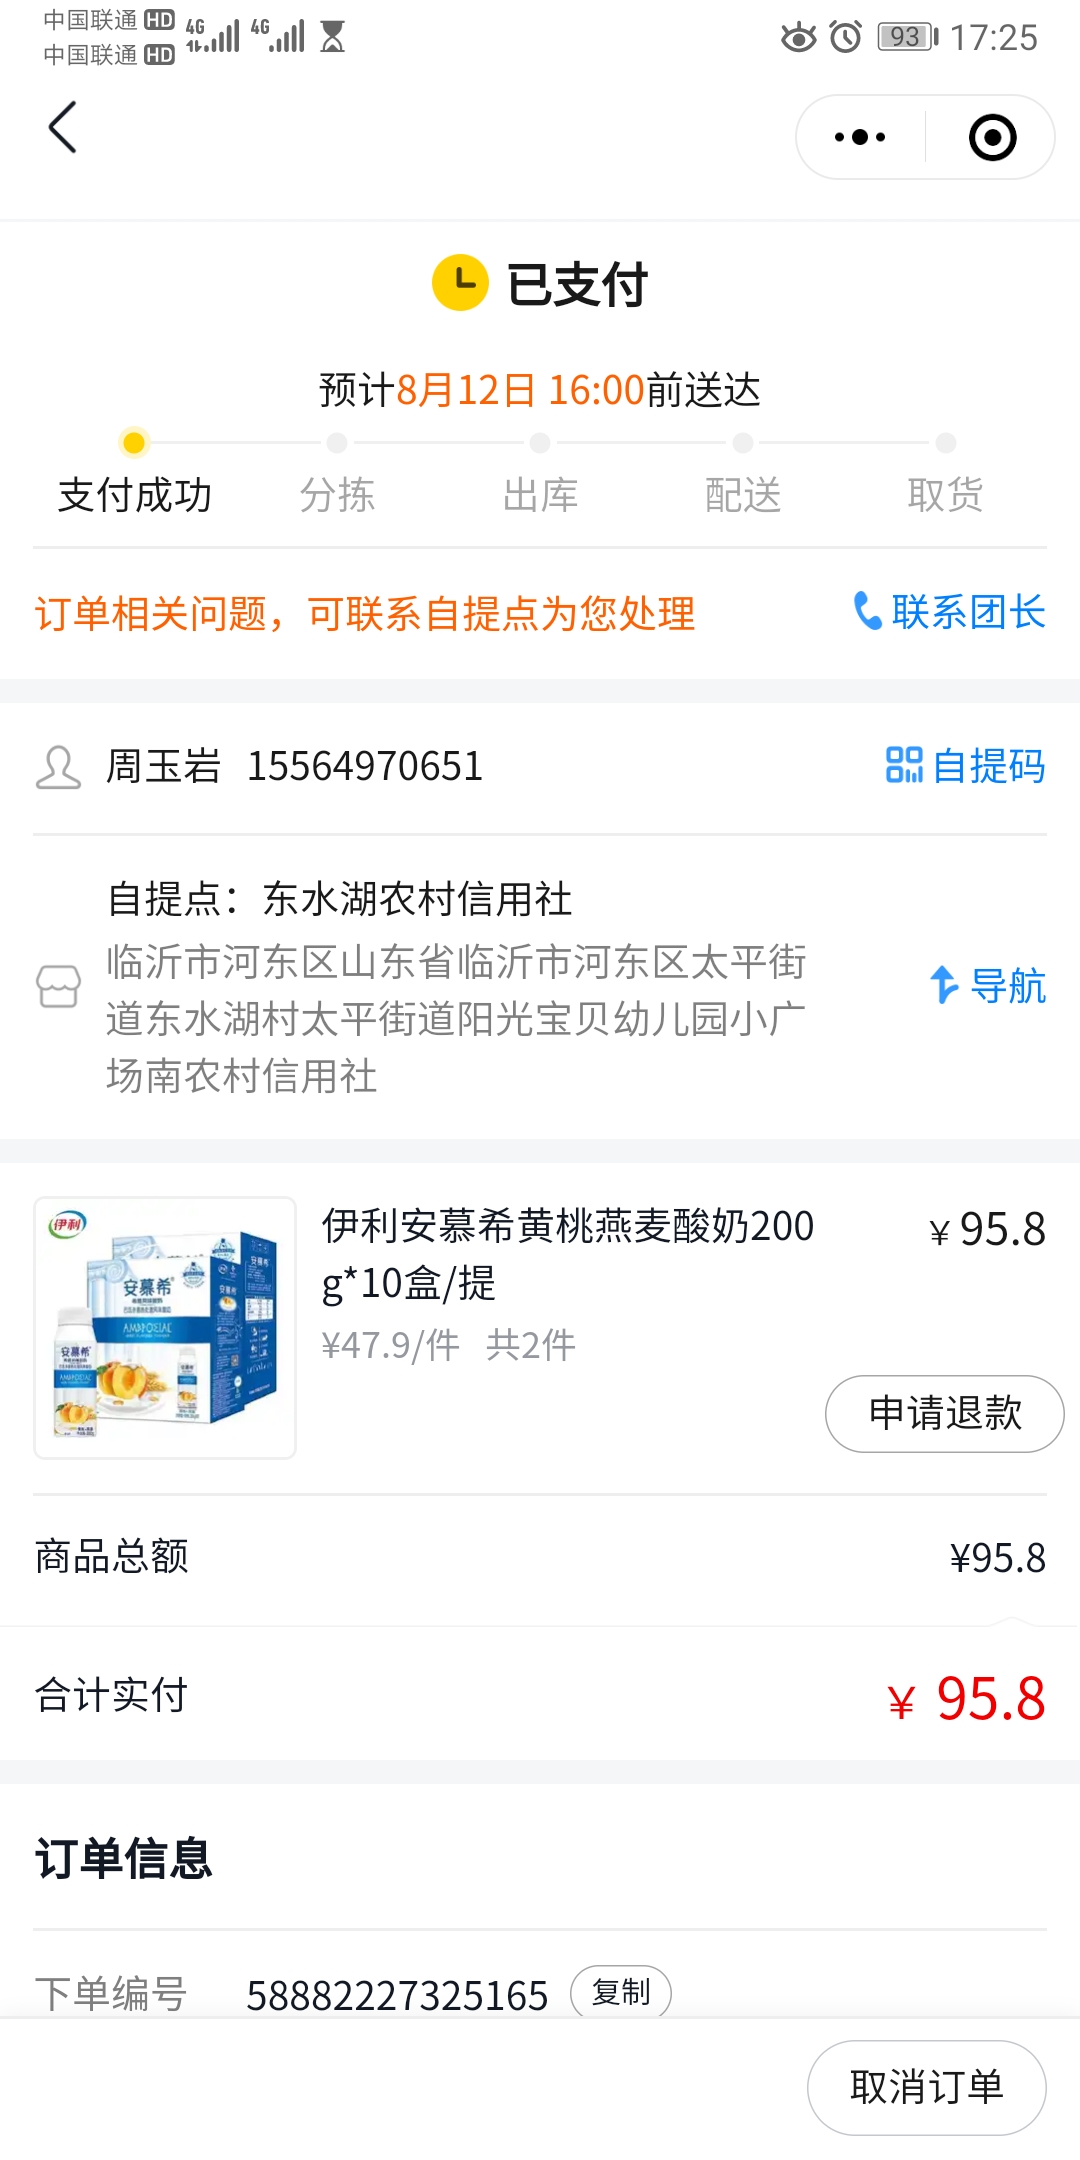 中国联通 HD 4G 4G 93 17:25
中国联通 HD
已支付
预计8月12日 16:00前送达
支付成功 分拣 出库 配送 取货
订单相关问题，可联系自提点为您处理 联系团长
周玉岩 15564970651 自提码
自提点：东水湖农村信用社
临沂市河东区山东省临沂市河东区太平街
道东水湖村太平街道阳光宝贝幼儿园小广
场南农村信用社
导航
伊利
安慕希
AMBPOEIAL
安慕希
伊利安慕希黄桃燕麦酸奶200
g*10盒/提
¥95.8
¥47.9/件 共2件
申请退款
商品总额 ¥95.8
合计实付 ¥ 95.8
订单信息
下单编号 58882227325165 复制
取消订单